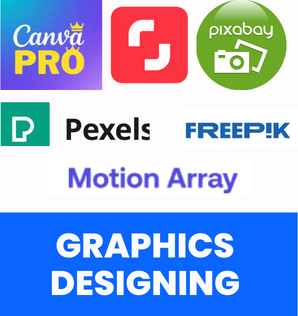 Canva
PRO
pixabay
Pexels
FREEP!K
Motion Array
GRAPHICS
DESIGNING